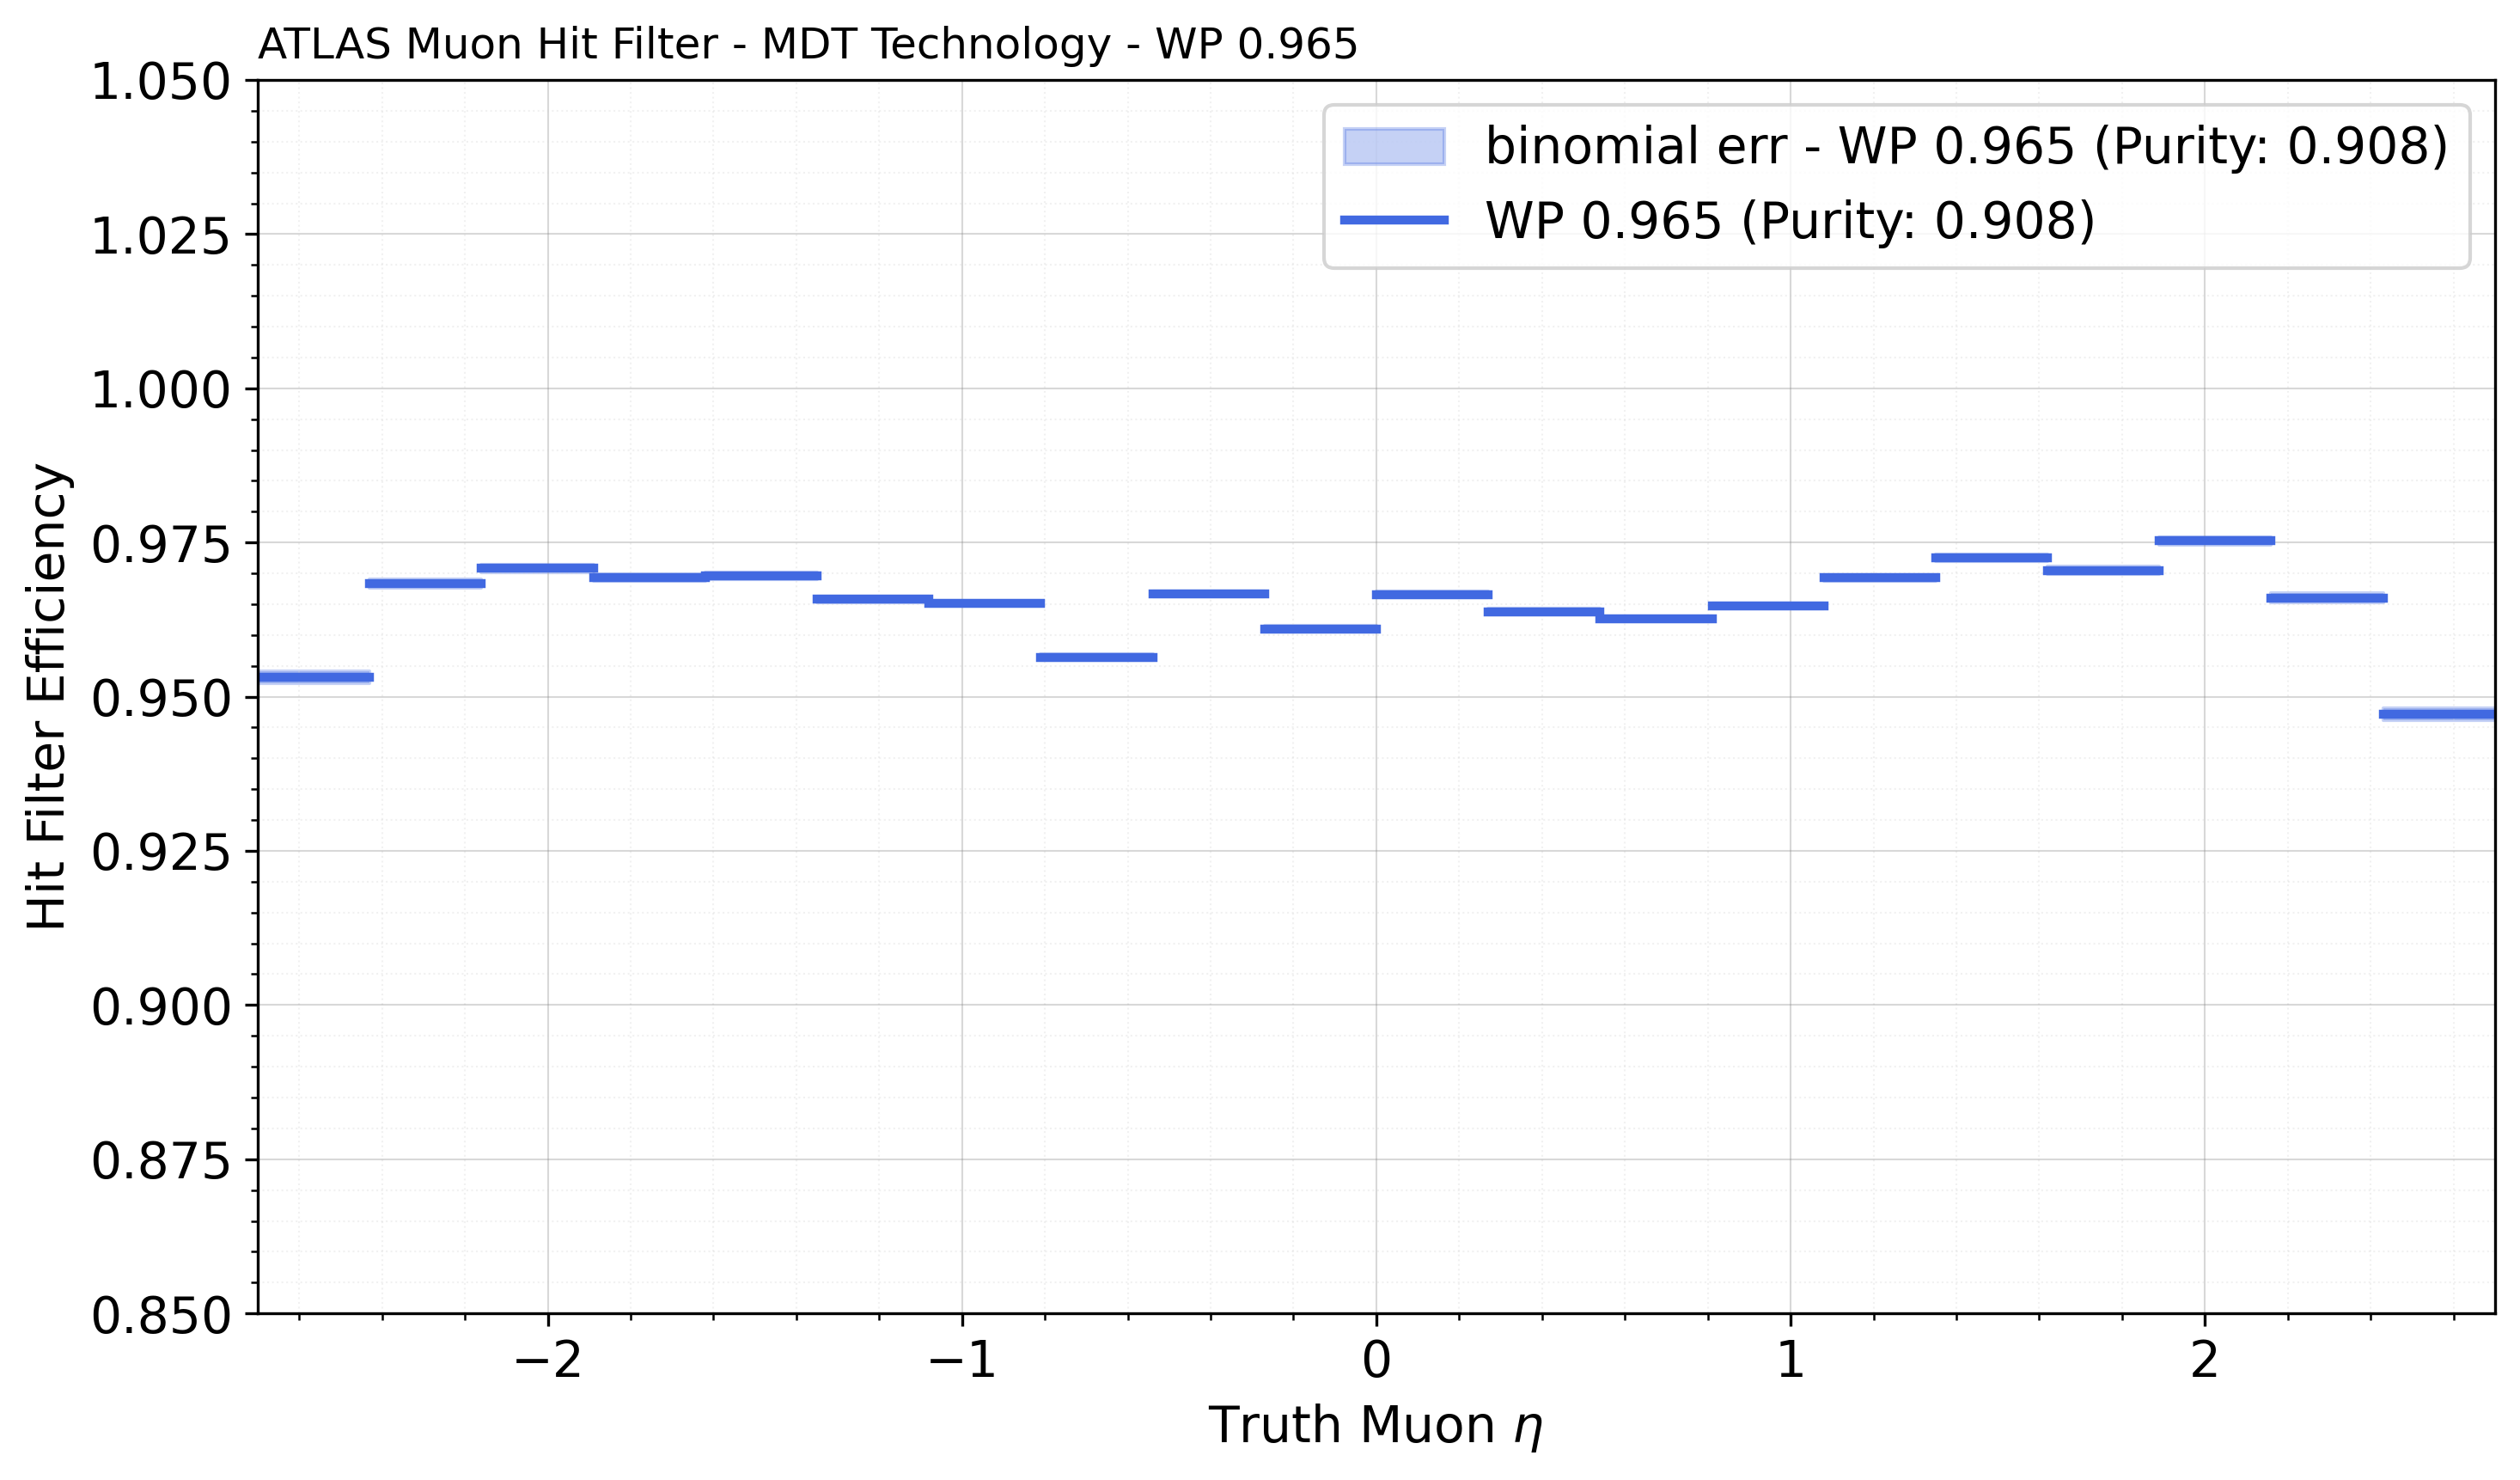 ATLAS Muon Hit Filter - MDT Technology - WP 0.965
1.050
1.025
1.000
0.975
0.950
0.925
0.900
0.875
0.850
Hit Filter Efficiency
binomial err - WP 0.965 (Purity: 0.908)
WP 0.965 (Purity: 0.908)
−2
−1
0
1
2
Truth Muon η